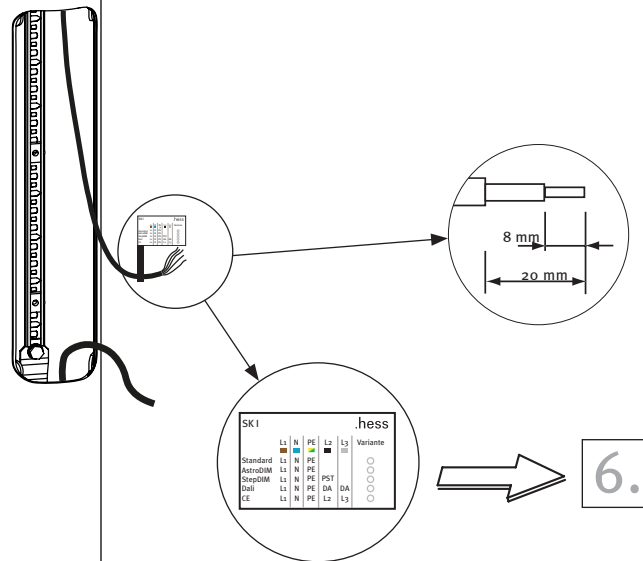 8 mm
20 mm
SK I .hess
L1 N PE L2 L3 Variante
Standard L1 N PE
AstroDIM L1 N PE
StepDIM L1 N PE PST
Dali L1 N PE DA DA
CE L1 N PE L2 L3
6.
.hess